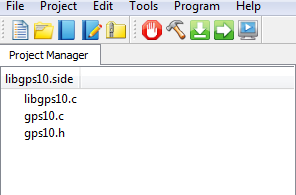 File Project Edit Tools Program Help
Project Manager
libgps10.side
libgps10.c
gps10.c
gps10.h